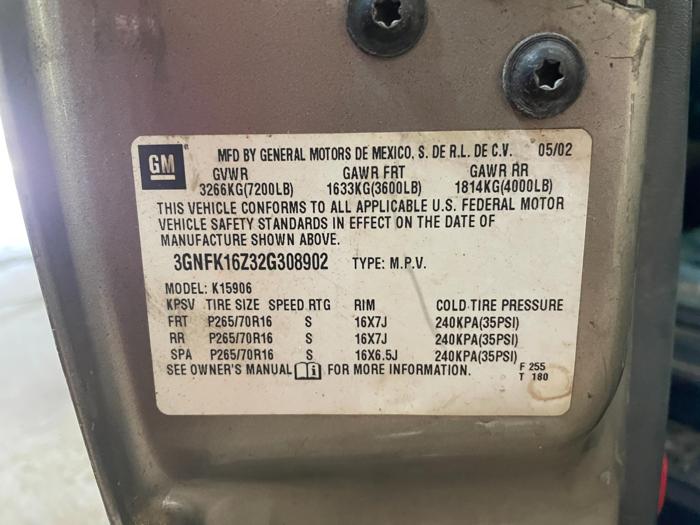 GM
MFD BY GENERAL MOTORS DE MEXICO, S. DE R.L. DE C.V. 05/02
GVWR GAWR FRT GAWR RR
3266KG(7200LB) 1633KG(3600LB) 1814KG(4000LB)
THIS VEHICLE CONFORMS TO ALL APPLICABLE U.S. FEDERAL MOTOR
VEHICLE SAFETY STANDARDS IN EFFECT ON THE DATE OF
MANUFACTURE SHOWN ABOVE.
3GNFK16Z32G308902 TYPE: M.P.V.
MODEL: K15906
KPSV TIRE SIZE SPEED RTG RIM COLD TIRE PRESSURE
FRT P265/70R16 S 16X7J 240KPA(35PSI)
RR P265/70R16 S 16X7J 240KPA(35PSI)
SPA P265/70R16 S 16X6.5J 240KPA(35PSI)
SEE OWNER'S MANUAL i FOR MORE INFORMATION. F 255
T 180